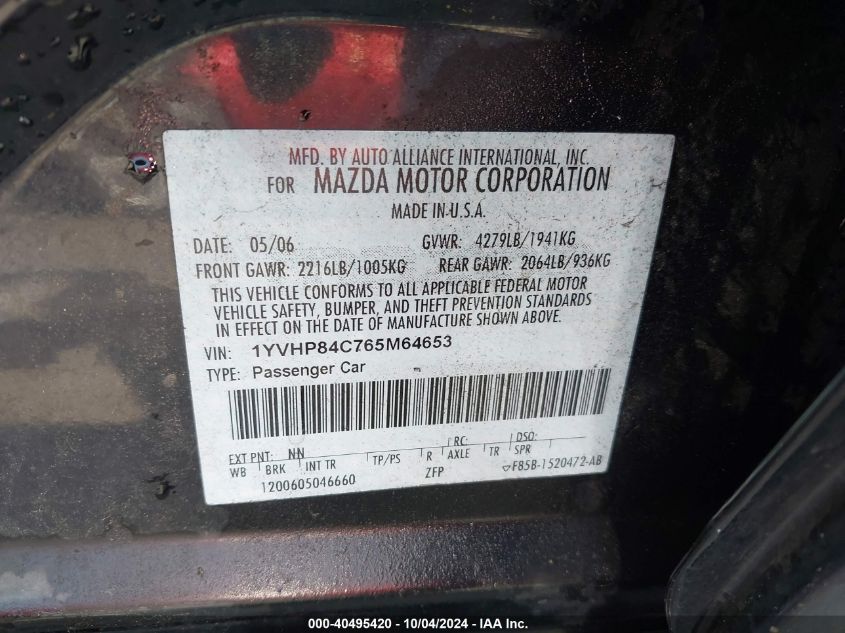 MFD. BY AUTO ALLIANCE INTERNATIONAL, INC.
FOR MAZDA MOTOR CORPORATION
MADE IN U.S.A.
DATE: 05/06 GVWR: 4279LB/1941KG
FRONT GAWR: 2216LB/1005KG REAR GAWR: 2064LB/936KG
THIS VEHICLE CONFORMS TO ALL APPLICABLE FEDERAL MOTOR
VEHICLE SAFETY, BUMPER, AND THEFT PREVENTION STANDARDS
IN EFFECT ON THE DATE OF MANUFACTURE SHOWN ABOVE.
VIN: 1YVHP84C765M64653
TYPE: Passenger Car
EXT PNT: NN RC: DSO:
WB BRK INT TR TP/PS R AXLE TR SPR
1200605046660 ZFP F85B-1520472-AB
000-40495420 - 10/04/2024 - IAA Inc.